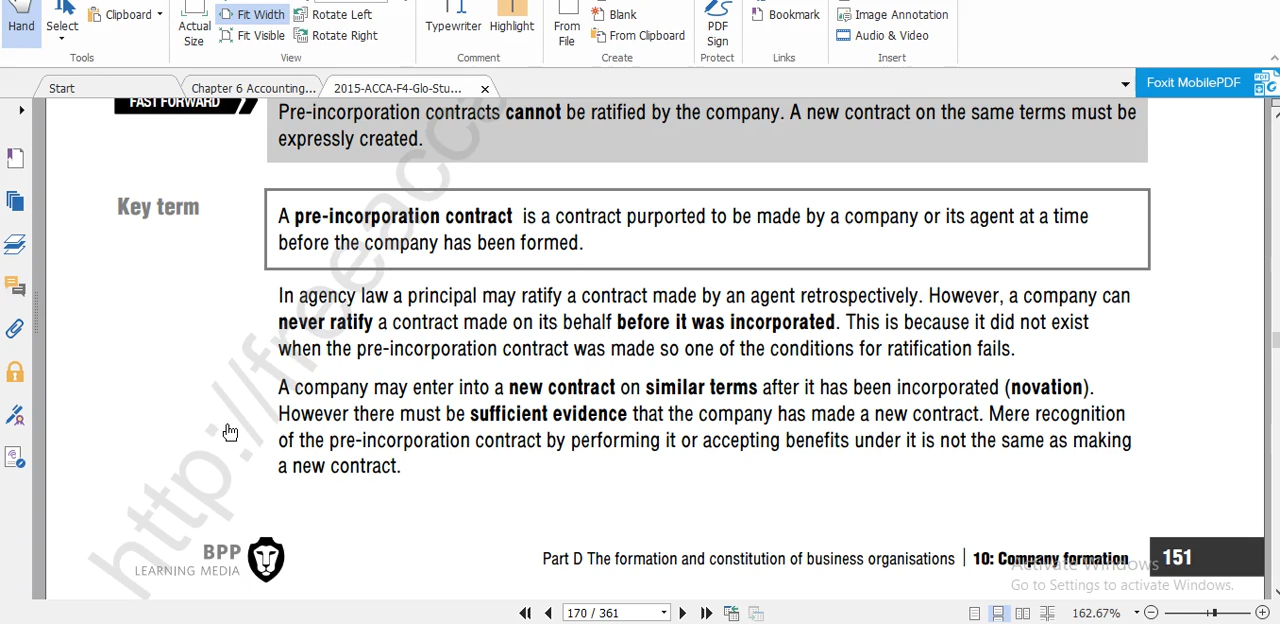 Hand
Select
Clipboard
Actual
Size
Fit Width
Fit Visible
Rotate Left
Rotate Right
Typewriter
Highlight
From
File
Blank
From Clipboard
PDF
Sign
Bookmark
Image Annotation
Audio & Video
Tools
View
Comment
Create
Protect
Links
Insert
Start
Chapter 6 Accounting...
2015-ACCA-F4-Glo-Stu...
Foxit MobilePDF
FAST FORWARD
Pre-incorporation contracts cannot be ratified by the company. A new contract on the same terms must be
expressly created.
Key term
A pre-incorporation contract is a contract purported to be made by a company or its agent at a time
before the company has been formed.
In agency law a principal may ratify a contract made by an agent retrospectively. However, a company can
never ratify a contract made on its behalf before it was incorporated. This is because it did not exist
when the pre-incorporation contract was made so one of the conditions for ratification fails.
A company may enter into a new contract on similar terms after it has been incorporated (novation).
However there must be sufficient evidence that the company has made a new contract. Mere recognition
of the pre-incorporation contract by performing it or accepting benefits under it is not the same as making
a new contract.
http://freeacca
BPP
LEARNING MEDIA
Part D The formation and constitution of business organisations | 10: Company formation
151
Activate Windows
Go to Settings to activate Windows.
170 / 361
162.67%